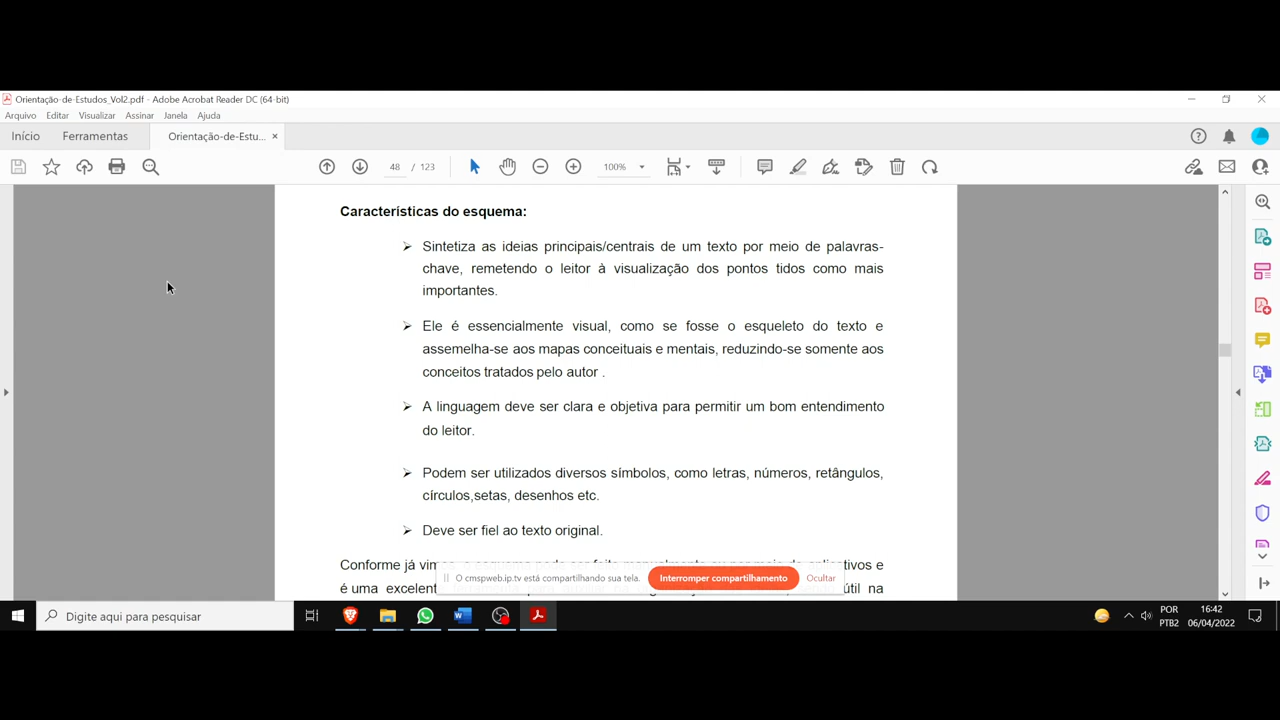 Orientação-de-Estudos_Vol2.pdf - Adobe Acrobat Reader DC (64-bit)
Arquivo Editar Visualizar Assinar Janela Ajuda
Início Ferramentas Orientação-de-Estu... ×
48 / 123 100%
Características do esquema:
➢ Sintetiza as ideias principais/centrais de um texto por meio de palavras-
chave, remetendo o leitor à visualização dos pontos tidos como mais
importantes.
➢ Ele é essencialmente visual, como se fosse o esqueleto do texto e
assemelha-se aos mapas conceituais e mentais, reduzindo-se somente aos
conceitos tratados pelo autor .
➢ A linguagem deve ser clara e objetiva para permitir um bom entendimento
do leitor.
➢ Podem ser utilizados diversos símbolos, como letras, números, retângulos,
círculos,setas, desenhos etc.
➢ Deve ser fiel ao texto original.
Conforme já
O cmspweb.ip.tv está compartilhando sua tela. Interromper compartilhamento Ocultar
é uma útil na
Digite aqui para pesquisar
POR
PTB2
16:42
06/04/2022